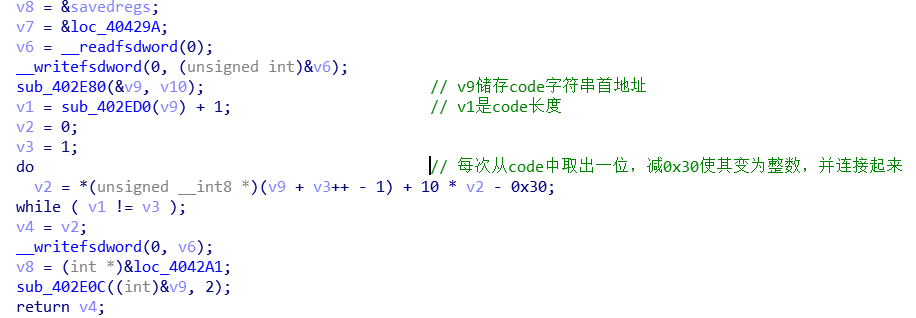 v8 = &savedregs;
v7 = &loc_40429A;
v6 = __readfsdword(0);
__writefsdword(0, (unsigned int)&v6);
sub_402E80(&v9, v10); // v9储存code字符串首地址
v1 = sub_402ED0(v9) + 1; // v1是code长度
v2 = 0;
v3 = 1;
do // 每次从code中取出一位，减0x30使其变为整数，并连接起来
v2 = *(unsigned __int8 *)(v9 + v3++ - 1) + 10 * v2 - 0x30;
while ( v1 != v3 );
v4 = v2;
__writefsdword(0, v6);
v8 = (int *)&loc_4042A1;
sub_402E0C((int)&v9, 2);
return v4;